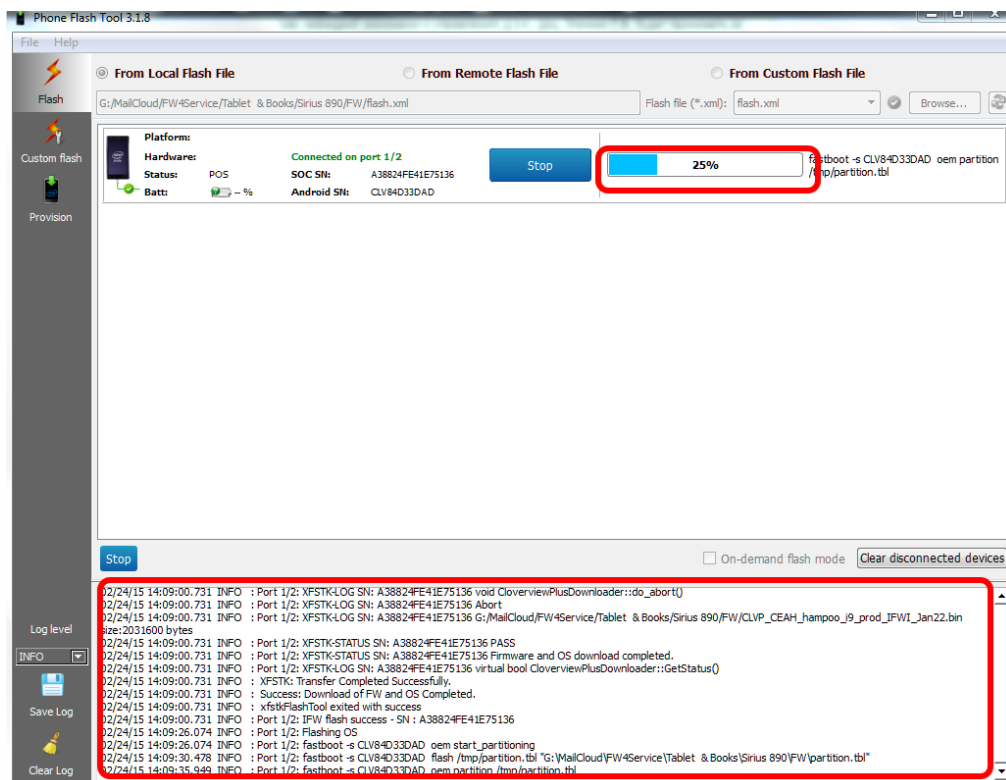 Phone Flash Tool 3.1.8
File Help
Flash
Custom flash
Provision
From Local Flash File From Remote Flash File From Custom Flash File
G:/MailCloud/FW4Service/Tablet & Books/Sirius 890/FW/flash.xml Flash file (*.xml): flash.xml Browse...
Platform:
Hardware: Connected on port 1/2
Status: POS SOC SN: A38824FE41E75136
Batt: -- % Android SN: CLV84D33DAD
Stop
25%
fastboot -s CLV84D33DAD oem partition
/tmp/partition.tbl
Stop On-demand flash mode Clear disconnected devices
02/24/15 14:09:00.731 INFO : Port 1/2: XFSTK-LOG SN: A38824FE41E75136 void CloverviewPlusDownloader::do_abort()
02/24/15 14:09:00.731 INFO : Port 1/2: XFSTK-LOG SN: A38824FE41E75136 Abort
02/24/15 14:09:00.731 INFO : Port 1/2: XFSTK-LOG SN: A38824FE41E75136 G:/MailCloud/FW4Service/Tablet & Books/Sirius 890/FW/CLVP_CEAH_hampoo_i9_prod_IFWI_Jan22.bin
size:2031600 bytes
02/24/15 14:09:00.731 INFO : Port 1/2: XFSTK-STATUS SN: A38824FE41E75136 PASS
02/24/15 14:09:00.731 INFO : Port 1/2: XFSTK-STATUS SN: A38824FE41E75136 Firmware and OS download completed.
02/24/15 14:09:00.731 INFO : Port 1/2: XFSTK-LOG SN: A38824FE41E75136 virtual bool CloverviewPlusDownloader::GetStatus()
02/24/15 14:09:00.731 INFO : XFSTK: Transfer Completed Successfully.
02/24/15 14:09:00.731 INFO : Success: Download of FW and OS Completed.
02/24/15 14:09:00.731 INFO : xfstkFlashTool exited with success
02/24/15 14:09:00.731 INFO : Port 1/2: IFW flash success - SN : A38824FE41E75136
02/24/15 14:09:26.074 INFO : Port 1/2: Flashing OS
02/24/15 14:09:26.074 INFO : Port 1/2: fastboot -s CLV84D33DAD oem start_partitioning
02/24/15 14:09:30.478 INFO : Port 1/2: fastboot -s CLV84D33DAD flash /tmp/partition.tbl "G:\MailCloud\FW4Service\Tablet & Books\Sirius 890\FW\partition.tbl"
02/24/15 14:09:35.949 INFO : Port 1/2: fastboot -s CLV84D33DAD oem partition /tmp/partition.tbl
Log level
INFO
Save Log
Clear Log